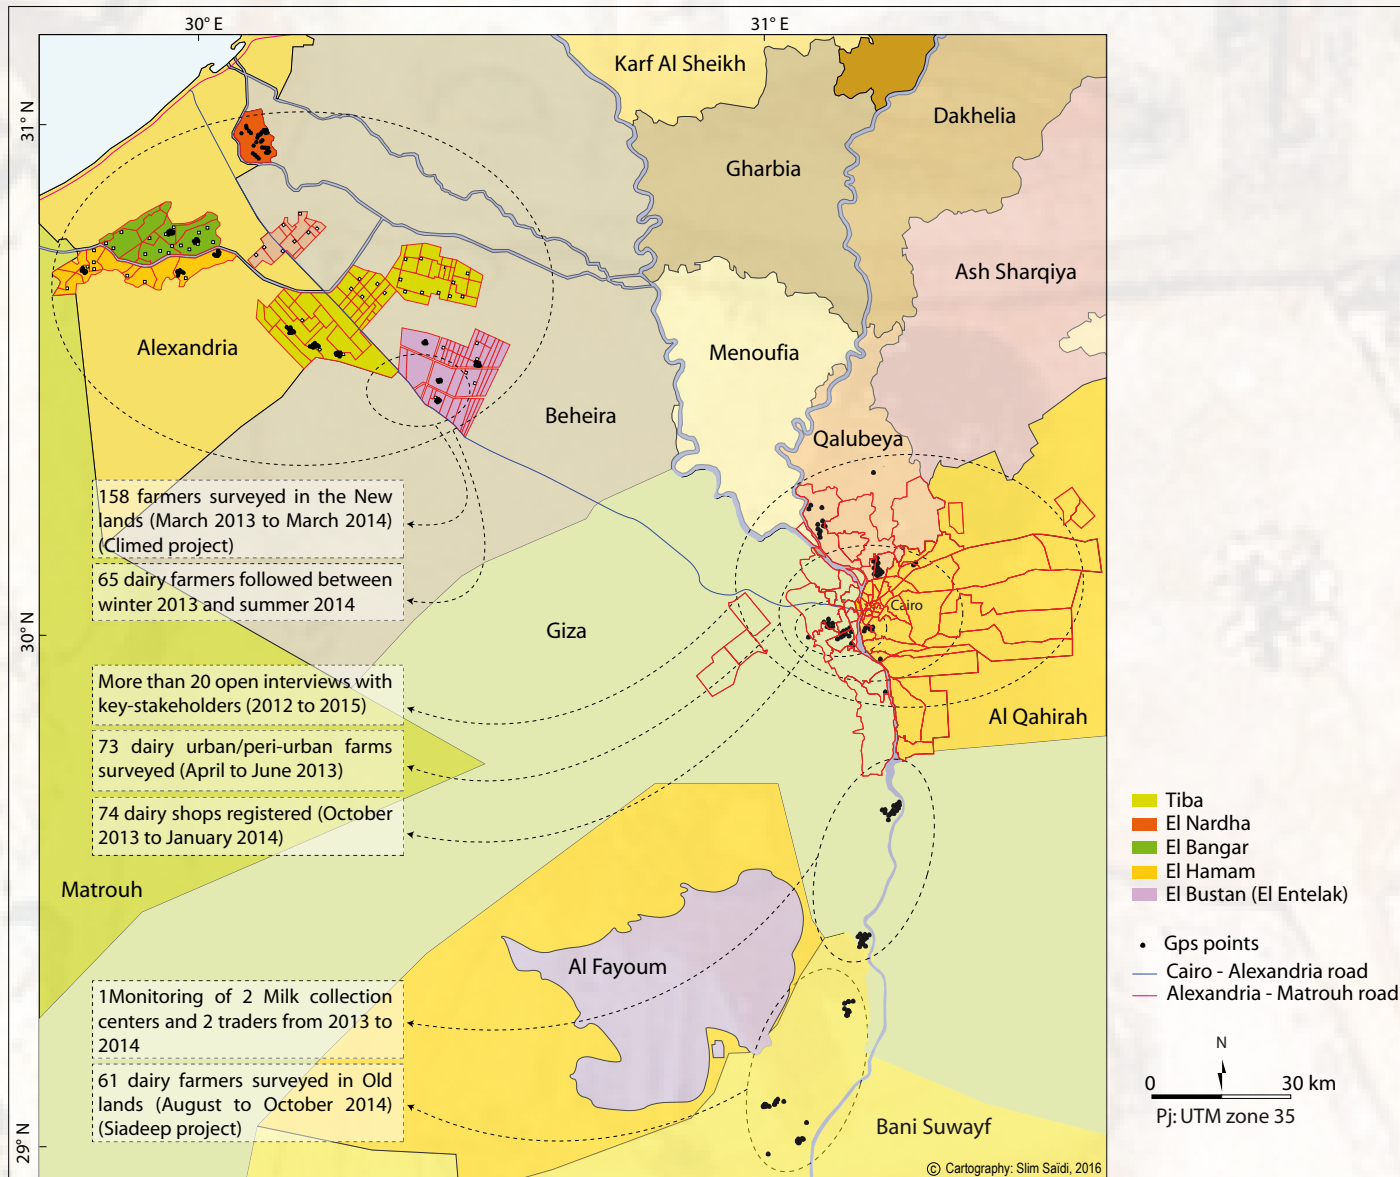 30° E
31° E
31° N
30° N
29° N
Karf Al Sheikh
Dakhelia
Gharbia
Ash Sharqiya
Menoufia
Alexandria
Beheira
Qalubeya
158 farmers surveyed in the New
lands (March 2013 to March 2014)
(Climed project)
65 dairy farmers followed between
winter 2013 and summer 2014
Cairo
Giza
More than 20 open interviews with
key-stakeholders (2012 to 2015)
Al Qahirah
73 dairy urban/peri-urban farms
surveyed (April to June 2013)
74 dairy shops registered (October
2013 to January 2014)
Matrouh
Al Fayoum
1Monitoring of 2 Milk collection
centers and 2 traders from 2013 to
2014
61 dairy farmers surveyed in Old
lands (August to October 2014)
(Siadeep project)
Bani Suwayf
© Cartography: Slim Saïdi, 2016
Tiba
El Nardha
El Bangar
El Hamam
El Bustan (El Entelak)
Gps points
Cairo - Alexandria road
Alexandria - Matrouh road
N
0 30 km
Pj: UTM zone 35